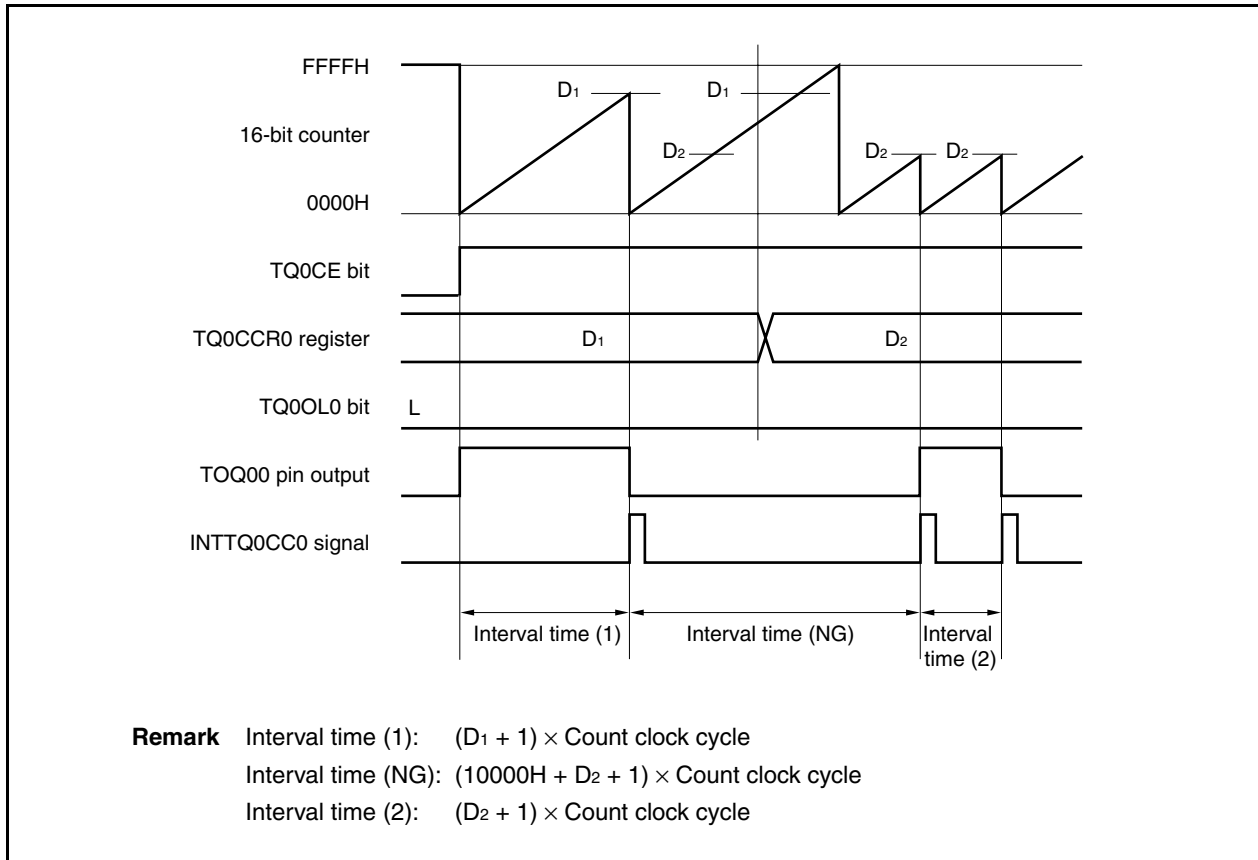 FFFFH
D1
D1
16-bit counter
D2
D2
D2
0000H
TQ0CE bit
TQ0CCR0 register
D1
D2
TQ0OL0 bit
L
TOQ00 pin output
INTTQ0CC0 signal
Interval time (1)
Interval time (NG)
Interval
time (2)
Remark Interval time (1): (D1 + 1) × Count clock cycle
Interval time (NG): (10000H + D2 + 1) × Count clock cycle
Interval time (2): (D2 + 1) × Count clock cycle